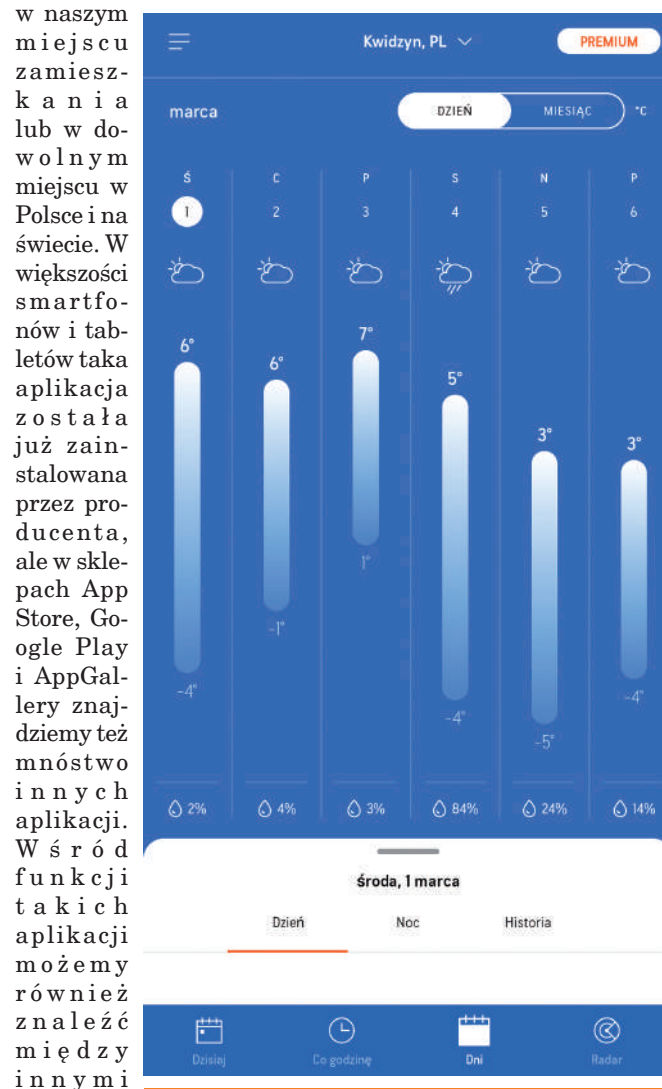 w naszym
miejscu
zamiesz-
kania
lub w do-
wolnym
miejscu w
Polsce i na
świecie. W
większości
smartfo-
nów i tab-
letów taka
aplikacja
została
już zain-
stalowana
przez pro-
ducenta,
ale w skle-
pach App
Store, Go-
ogle Play
i AppGal-
lery znaj-
dziemy też
mnóstwo
innych
aplikacji.
Wśród
funkcji
takich
aplikacji
możemy
również
znaleźć
między
innymi
Kwidzyn, PL
PREMIUM
marca
DZIEŃ MIESIĄC °C
Ś C P S N P
1 2 3 4 5 6
6° 6° 7° 5° 3° 3°
-4° -1° 1° -4° -5° -4°
2% 4% 3% 84% 24% 14%
środa, 1 marca
Dzień Noc Historia
Dzisiaj Co godzinę Dni Radar